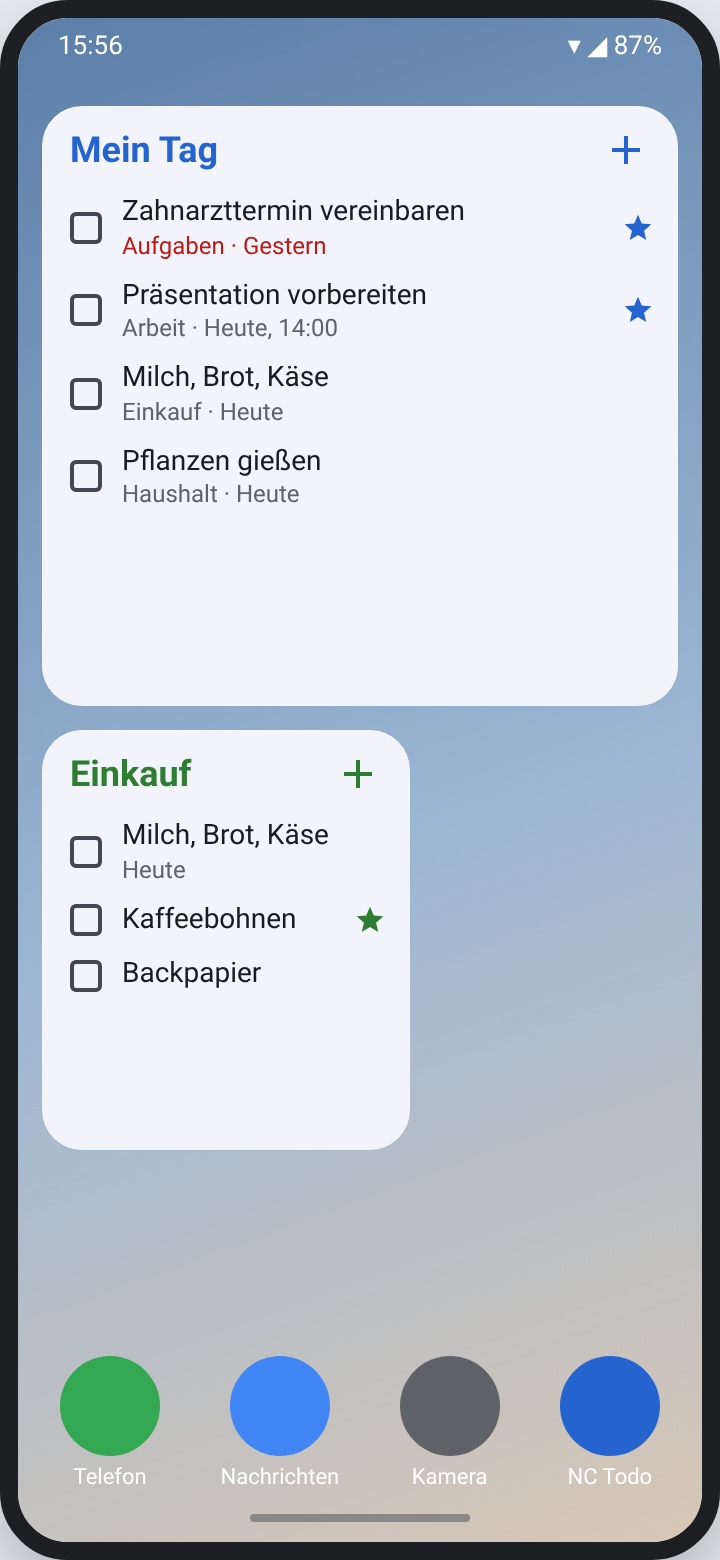 15:56 87%
Mein Tag
Zahnarzttermin vereinbaren
Aufgaben · Gestern
Präsentation vorbereiten
Arbeit · Heute, 14:00
Milch, Brot, Käse
Einkauf · Heute
Pflanzen gießen
Haushalt · Heute
Einkauf
Milch, Brot, Käse
Heute
Kaffeebohnen
Backpapier
Telefon Nachrichten Kamera NC Todo